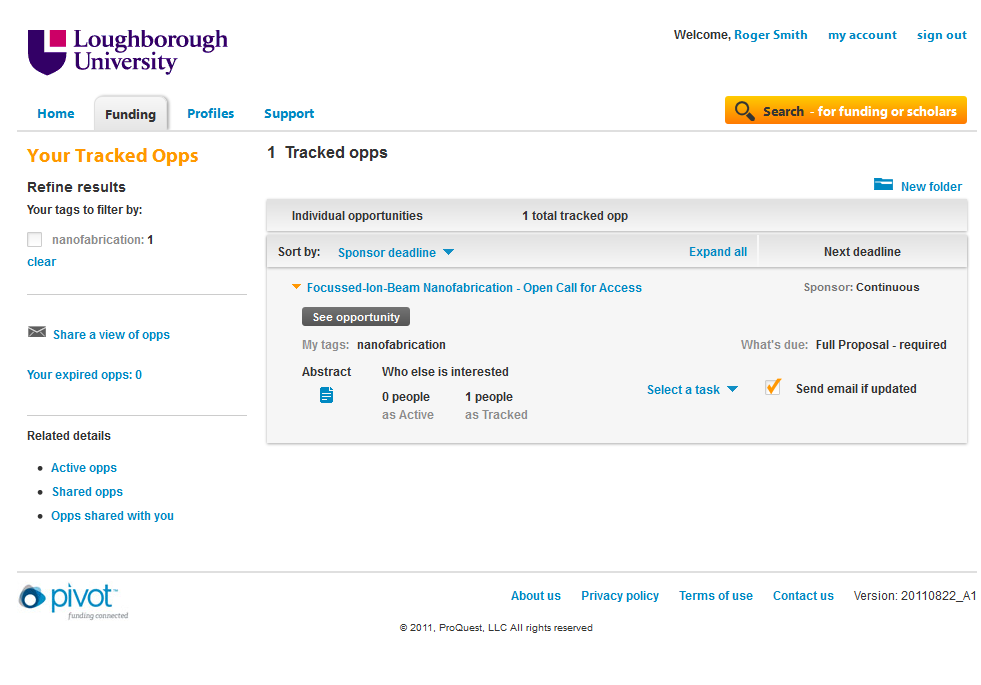 Loughborough
University
Welcome, Roger Smith my account sign out
Home Funding Profiles Support
Search - for funding or scholars
Your Tracked Opps
Refine results
Your tags to filter by:
nanofabrication: 1
clear
Share a view of opps
Your expired opps: 0
Related details
Active opps
Shared opps
Opps shared with you
1 Tracked opps
New folder
Individual opportunities 1 total tracked opp
Sort by: Sponsor deadline Expand all Next deadline
Focussed-Ion-Beam Nanofabrication - Open Call for Access Sponsor: Continuous
See opportunity
My tags: nanofabrication What's due: Full Proposal - required
Abstract Who else is interested
0 people 1 people
as Active as Tracked
Select a task Send email if updated
pivot™
funding connected
About us Privacy policy Terms of use Contact us Version: 20110822_A1
© 2011, ProQuest, LLC All rights reserved